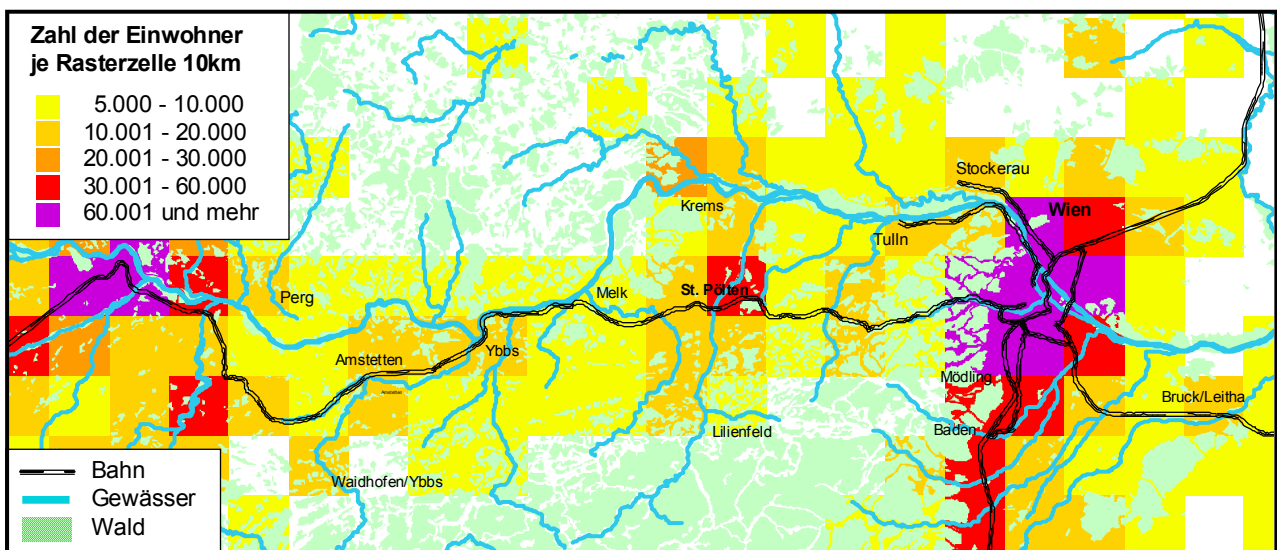 Zahl der Einwohner
je Rasterzelle 10km
5.000 - 10.000
10.001 - 20.000
20.001 - 30.000
30.001 - 60.000
60.001 und mehr
Stockerau
Krems
Wien
Tulln
Perg
Melk
St. Pölten
Amstetten
Ybbs
Amstetten
Mödling
Bruck/Leitha
Lilienfeld
Baden
Waidhofen/Ybbs
Bahn
Gewässer
Wald